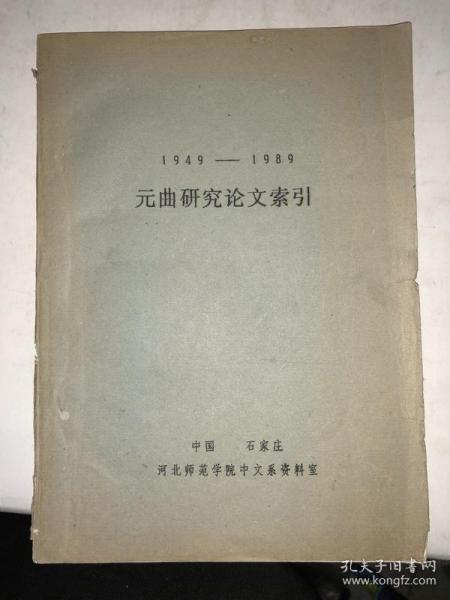 1949 —— 1989
元曲研究论文索引
中国 石家庄
河北师范学院中文系资料室
孔夫子旧书网
www.kongfz.com